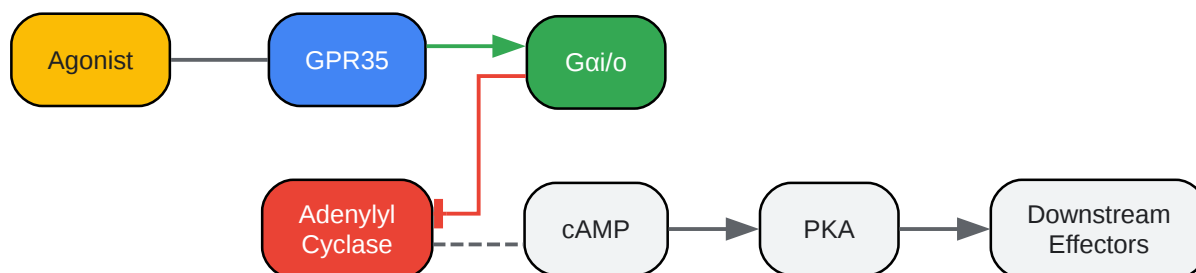 Agonist
GPR35
Gαi/o
Adenylyl
Cyclase
cAMP
PKA
Downstream
Effectors